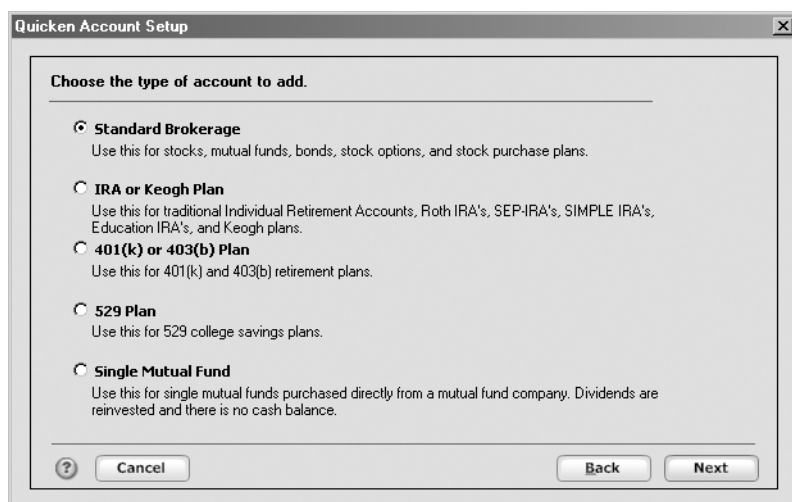 Quicken Account Setup
Choose the type of account to add.
Standard Brokerage
Use this for stocks, mutual funds, bonds, stock options, and stock purchase plans.
IRA or Keogh Plan
Use this for traditional Individual Retirement Accounts, Roth IRA's, SEP-IRA's, SIMPLE IRA's,
Education IRA's, and Keogh plans.
401(k) or 403(b) Plan
Use this for 401(k) and 403(b) retirement plans.
529 Plan
Use this for 529 college savings plans.
Single Mutual Fund
Use this for single mutual funds purchased directly from a mutual fund company. Dividends are
reinvested and there is no cash balance.
? Cancel Back Next